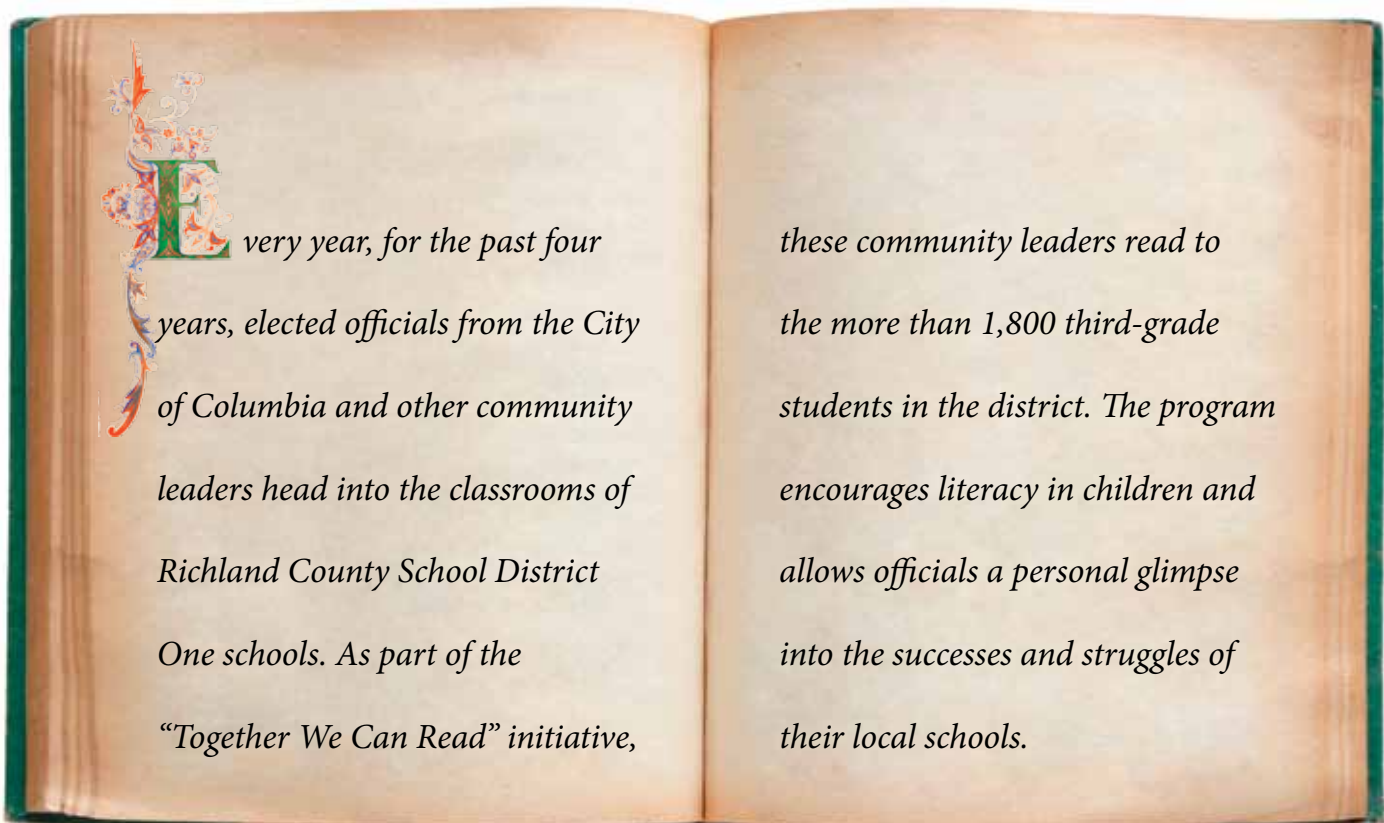 Every year, for the past four
years, elected officials from the City
of Columbia and other community
leaders head into the classrooms of
Richland County School District
One schools. As part of the
“Together We Can Read” initiative,
these community leaders read to
the more than 1,800 third-grade
students in the district. The program
encourages literacy in children and
allows officials a personal glimpse
into the successes and struggles of
their local schools.